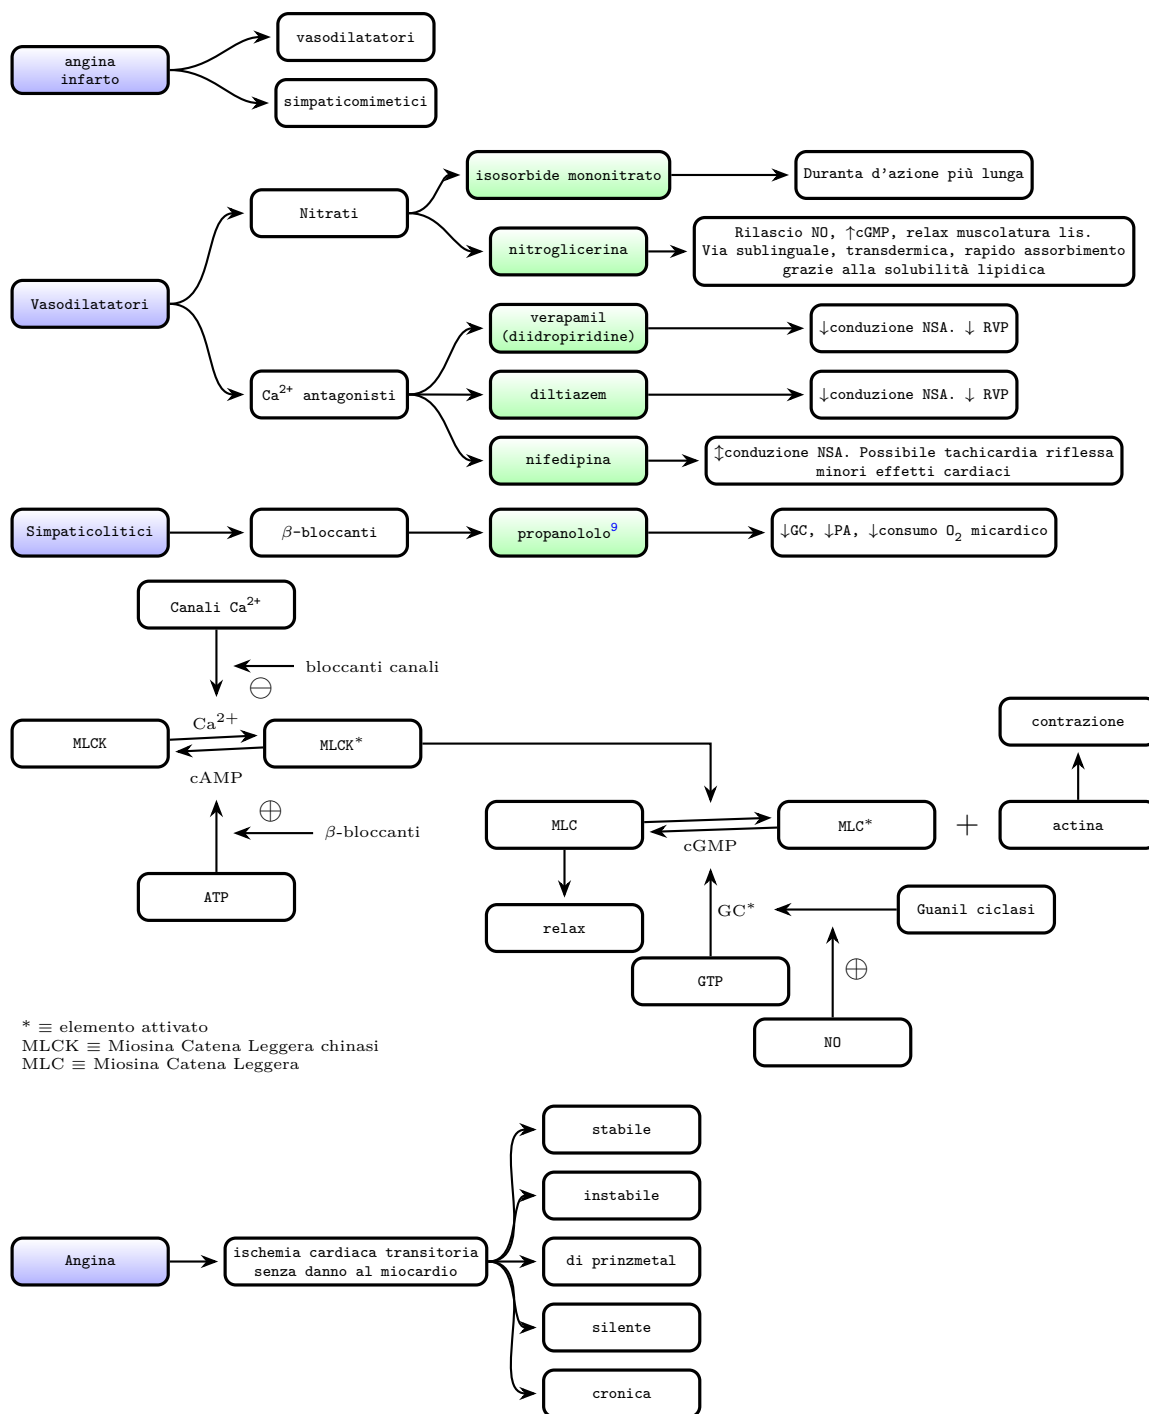 angina
infarto
vasodilatatori
simpaticomimetici
Vasodilatatori
Nitrati
isosorbide mononitrato
Duranta d'azione più lunga
nitroglicerina
Rilascio NO, ↑cGMP, relax muscolatura lis.
Via sublinguale, transdermica, rapido assorbimento
grazie alla solubilità lipidica
Ca2+ antagonisti
verapamil
(diidropiridine)
↓conduzione NSA. ↓ RVP
diltiazem
↓conduzione NSA. ↓ RVP
nifedipina
↕conduzione NSA. Possibile tachicardia riflessa
minori effetti cardiaci
Simpaticolitici
β-bloccanti
propanololo9
↓GC, ↓PA, ↓consumo O2 micardico
Canali Ca2+
bloccanti canali
⊖
MLCK
Ca2+
MLCK*
cAMP
⊕
β-bloccanti
ATP
contrazione
MLC
cGMP
MLC*
+
actina
relax
GC*
Guanil ciclasi
GTP
⊕
NO
* ≡ elemento attivato
MLCK ≡ Miosina Catena Leggera chinasi
MLC ≡ Miosina Catena Leggera
Angina
ischemia cardiaca transitoria
senza danno al miocardio
stabile
instabile
di prinzmetal
silente
cronica